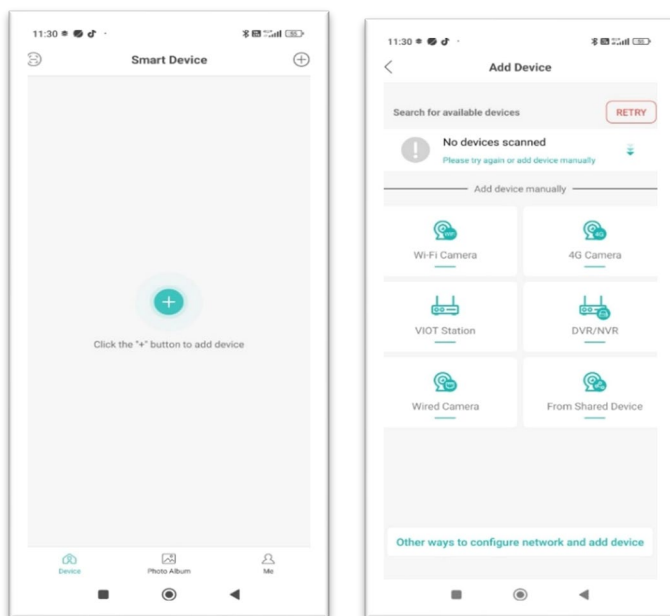 11:30
Smart Device
Click the "+" button to add device
Device
Photo Album
Me
11:30
Add Device
Search for available devices
RETRY
No devices scanned
Please try again or add device manually
Add device manually
Wi-Fi Camera
4G Camera
VIOT Station
DVR/NVR
Wired Camera
From Shared Device
Other ways to configure network and add device